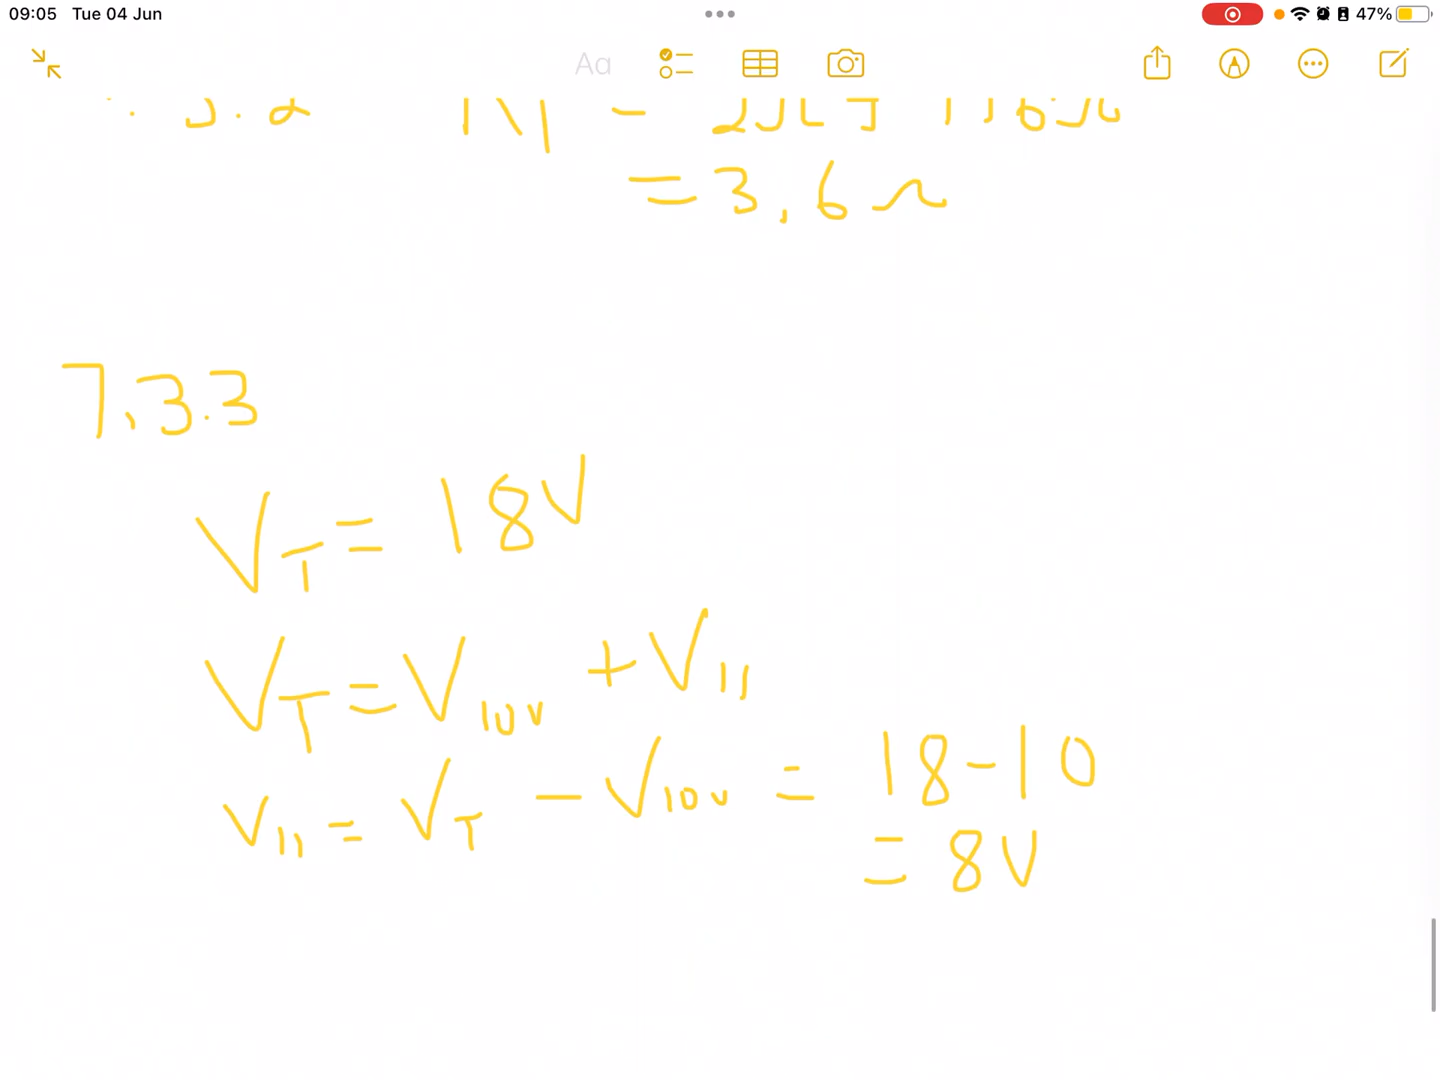 09:05 Tue 04 Jun
47%
Aa
= 3,6
7.3.3
VT = 18V
VT = V10V + V11
V11 = VT - V10V = 18-10
= 8V